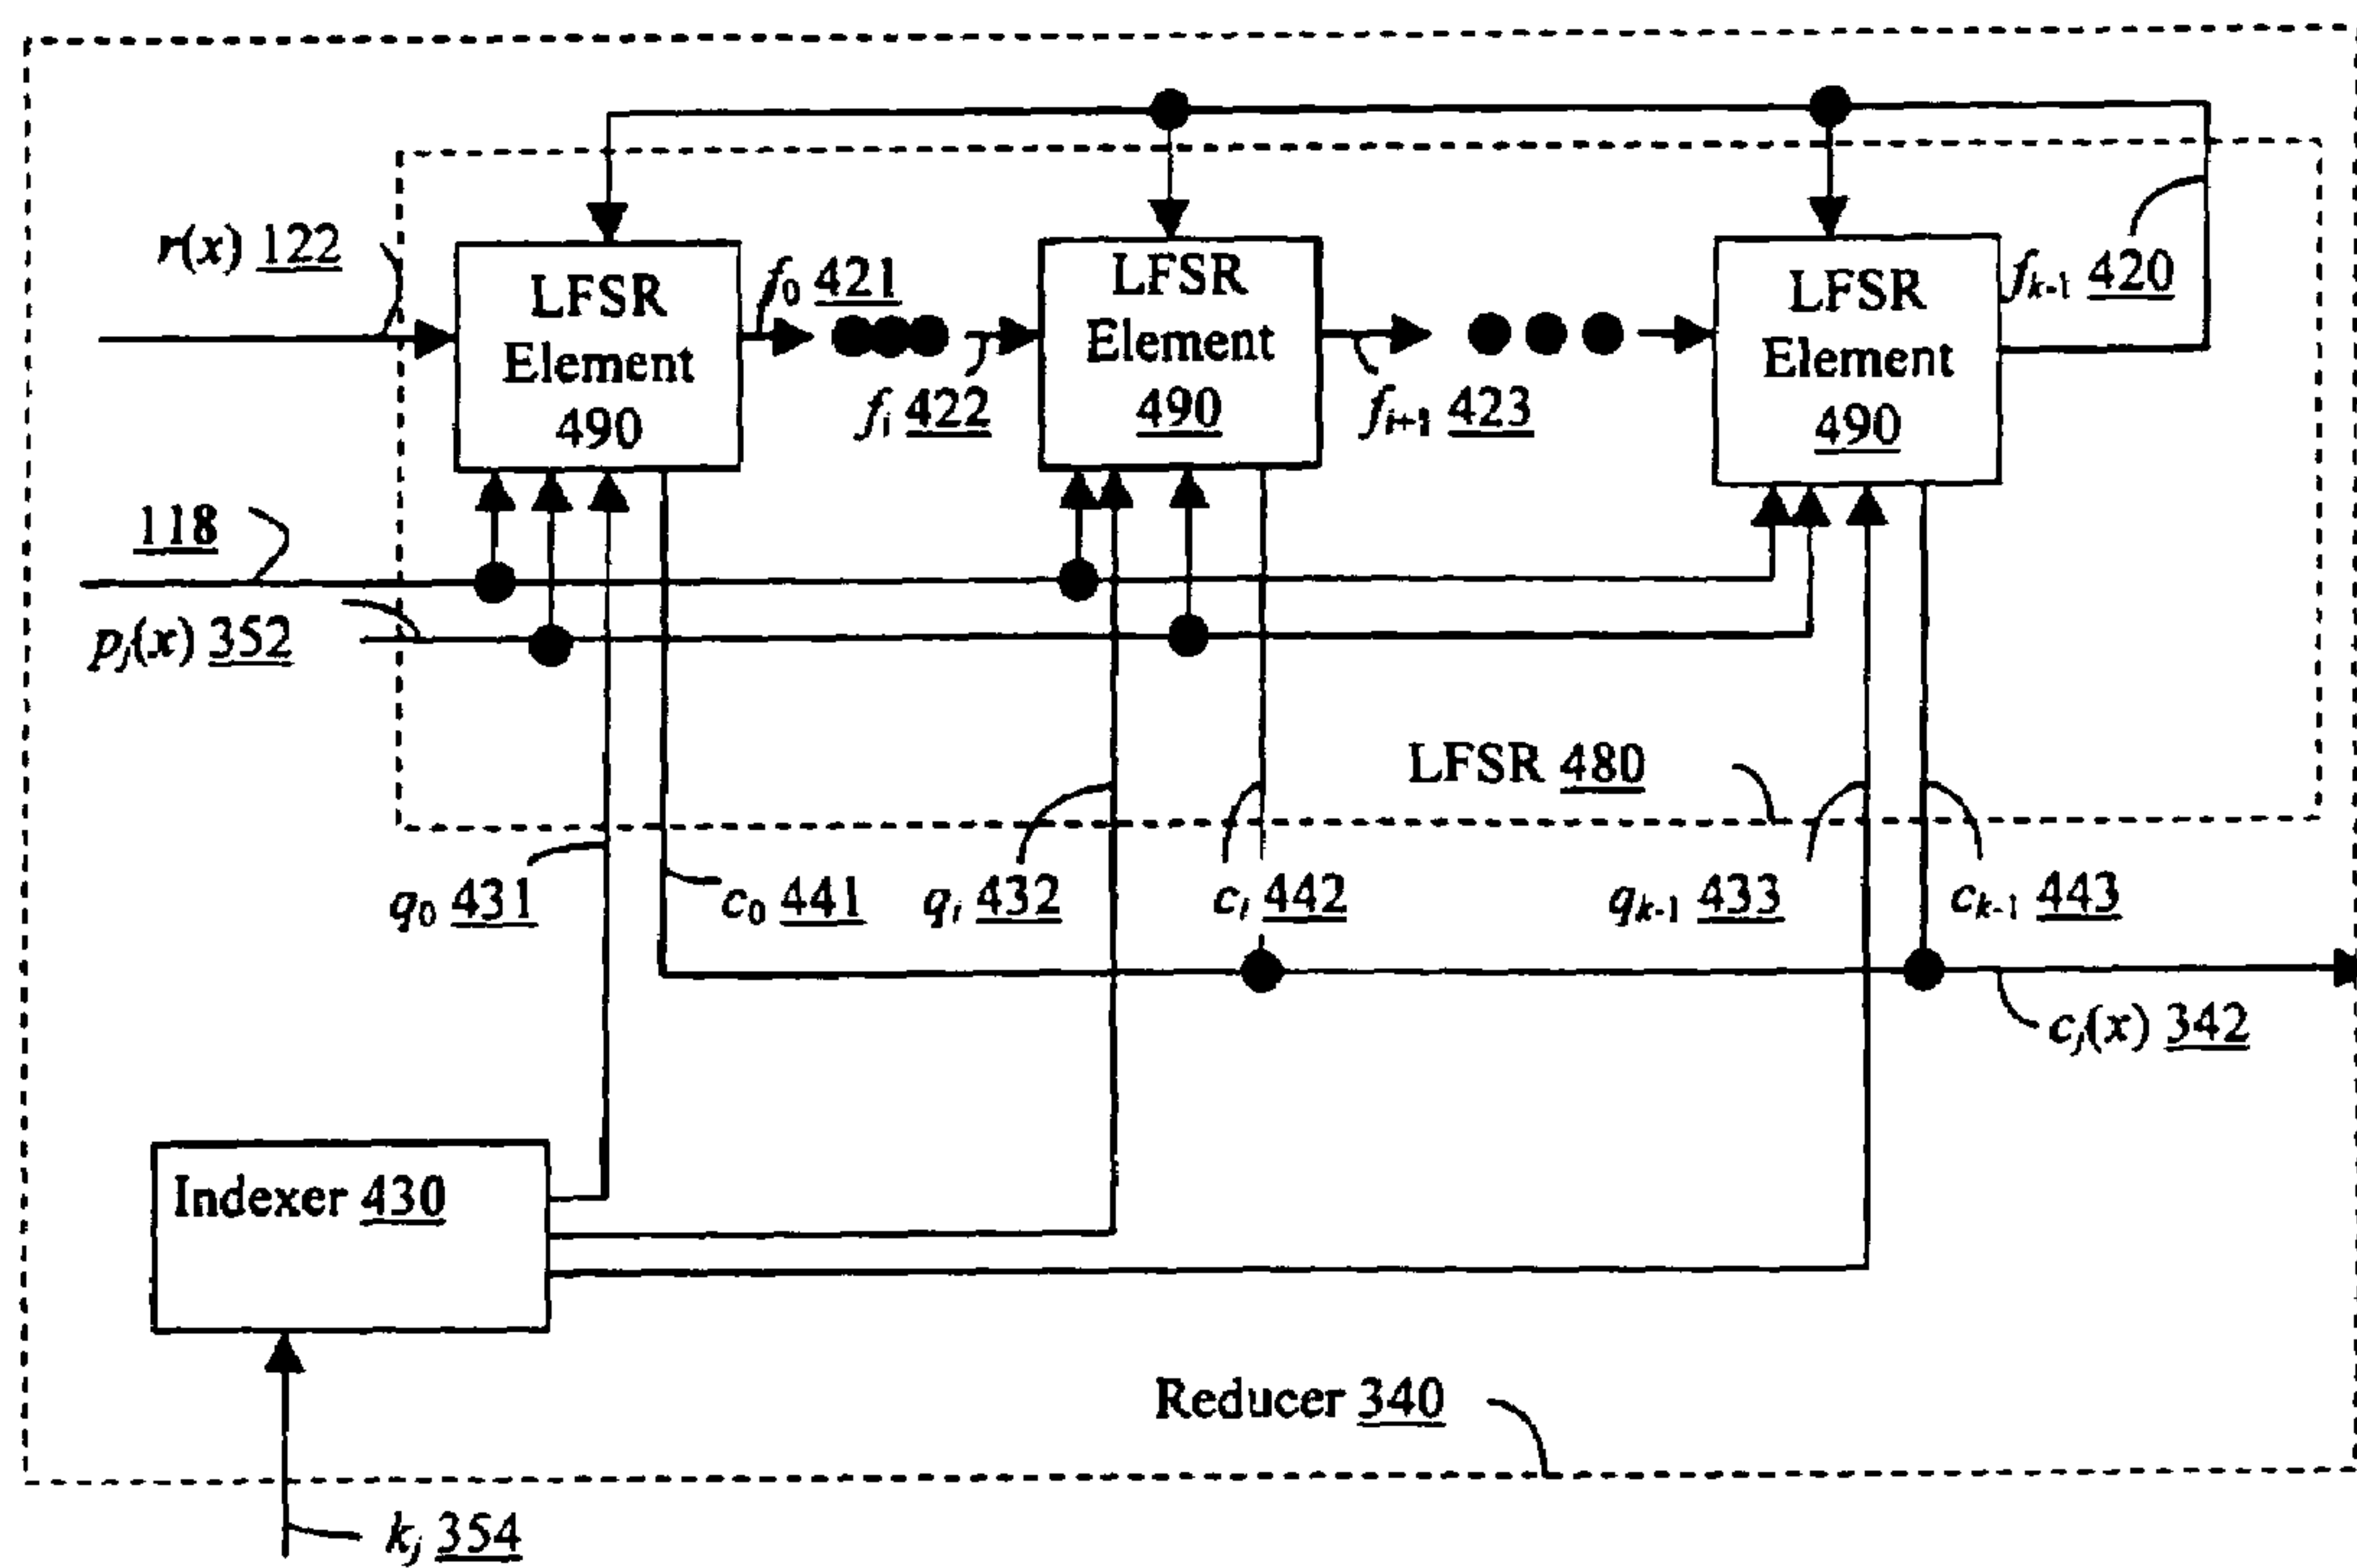 r(x) 122
LFSR
Element
490
f0 421
fi 422
LFSR
Element
490
fi+1 423
LFSR
Element
490
fk-1 420
118
pj(x) 352
LFSR 480
q0 431
c0 441
qi 432
ci 442
qk-1 433
ck-1 443
cj(x) 342
Indexer 430
Reducer 340
kj 354